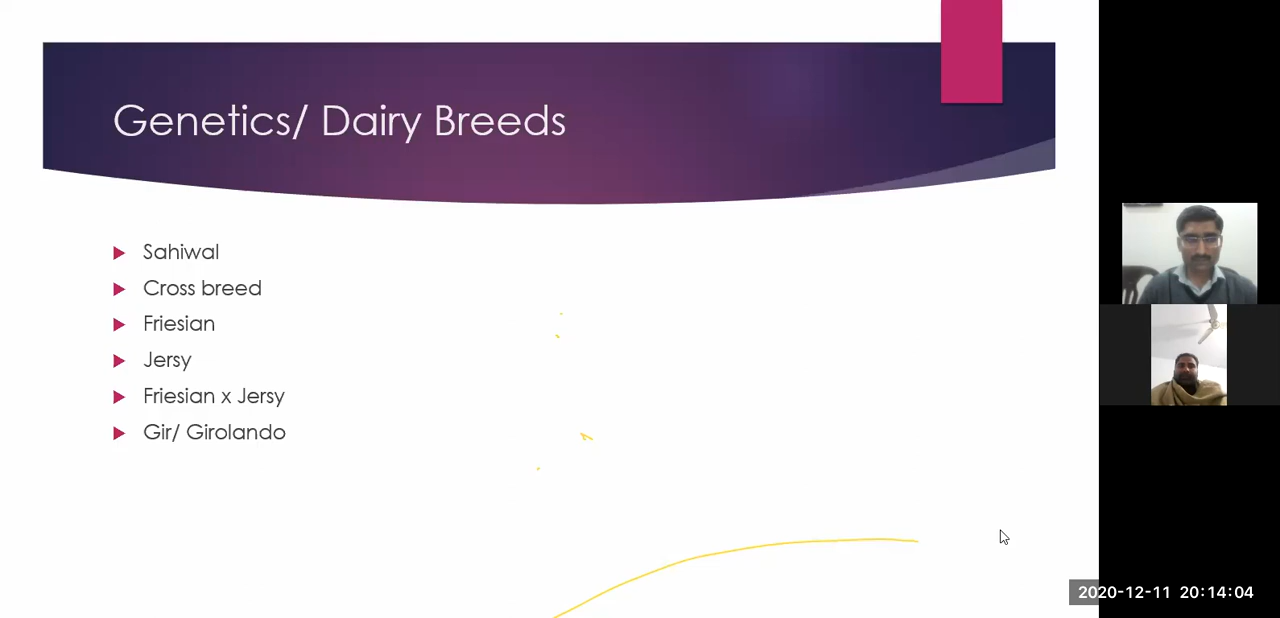 Genetics/ Dairy Breeds
Sahiwal
Cross breed
Friesian
Jersy
Friesian x Jersy
Gir/ Girolando
2020-12-11 20:14:04